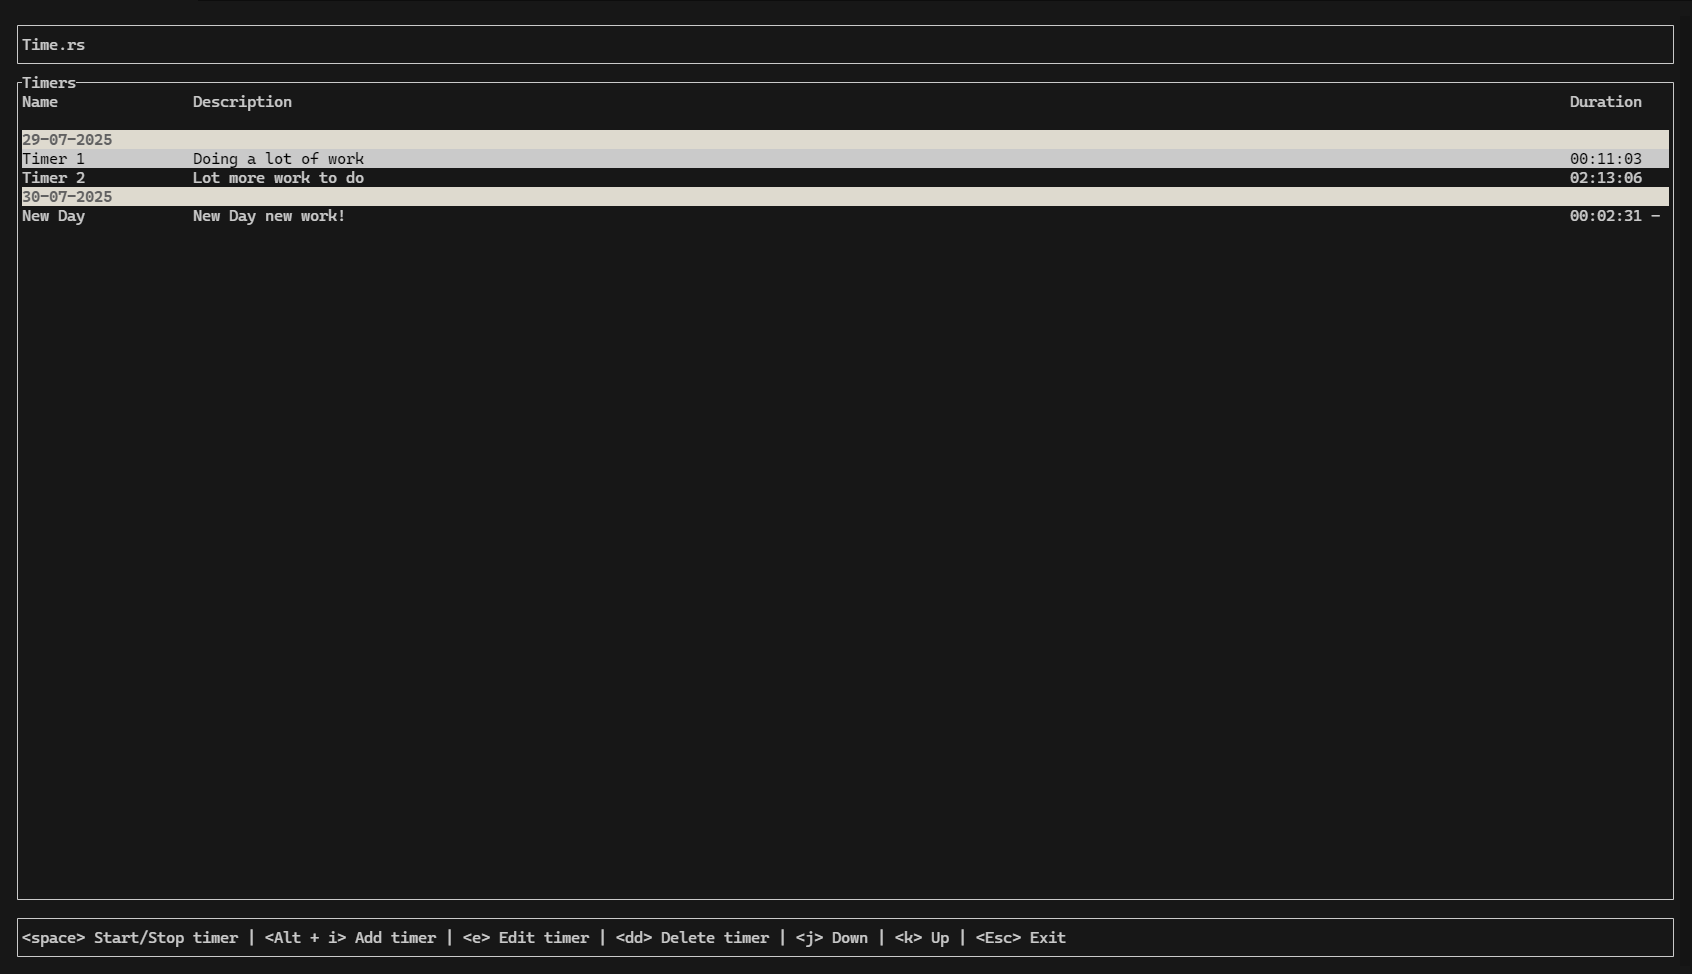 Time.rs
Timers
Name Description Duration
29-07-2025
Timer 1 Doing a lot of work 00:11:03
Timer 2 Lot more work to do 02:13:06
30-07-2025
New Day New Day new work! 00:02:31 −
<space> Start/Stop timer | <Alt + i> Add timer | <e> Edit timer | <dd> Delete timer | <j> Down | <k> Up | <Esc> Exit